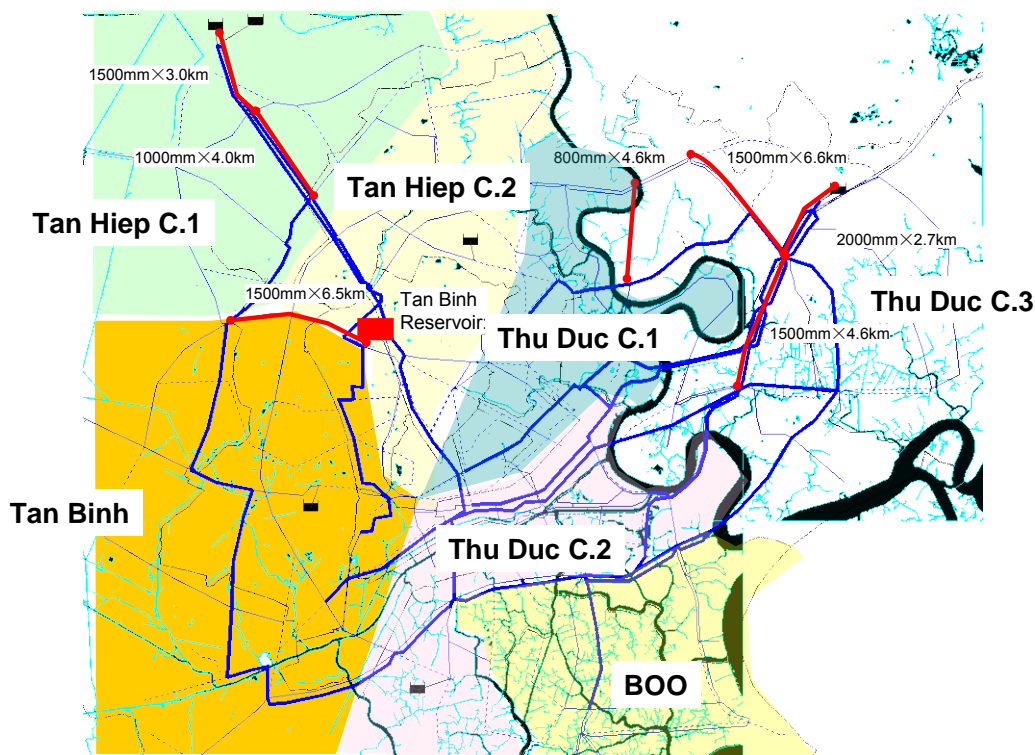 1500mm×3.0km
1000mm×4.0km
Tan Hiep C.2
800mm×4.6km
1500mm×6.6km
Tan Hiep C.1
2000mm×2.7km
1500mm×6.5km
Tan Binh
Reservoir
Thu Duc C.1
Thu Duc C.3
1500mm×4.6km
Tan Binh
Thu Duc C.2
BOO